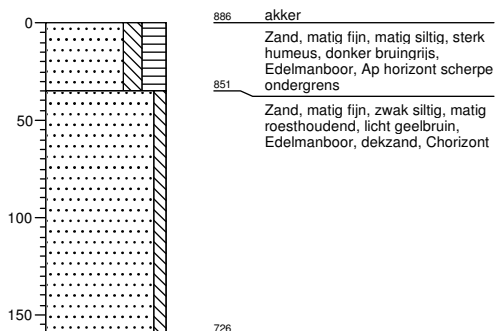 0
50
100
150
886 akker
Zand, matig fijn, matig siltig, sterk
humeus, donker bruingrijs,
Edelmanboor, Ap horizont scherpe
851 ondergrens
Zand, matig fijn, zwak siltig, matig
roesthoudend, licht geelbruin,
Edelmanboor, dekzand, Chorizont
726